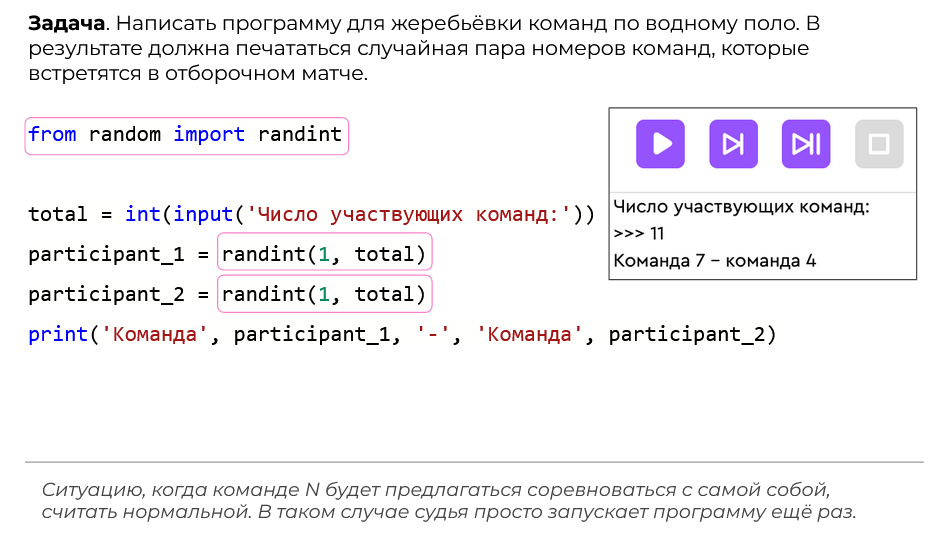 Задача. Написать программу для жеребьёвки команд по водному поло. В
результате должна печататься случайная пара номеров команд, которые
встретятся в отборочном матче.
from random import randint
total = int(input('Число участвующих команд:'))
participant_1 = randint(1, total)
participant_2 = randint(1, total)
print('Команда', participant_1, '-', 'Команда', participant_2)
Число участвующих команд:
>>> 11
Команда 7 – команда 4
Ситуацию, когда команде N будет предлагаться соревноваться с самой собой,
считать нормальной. В таком случае судья просто запускает программу ещё раз.